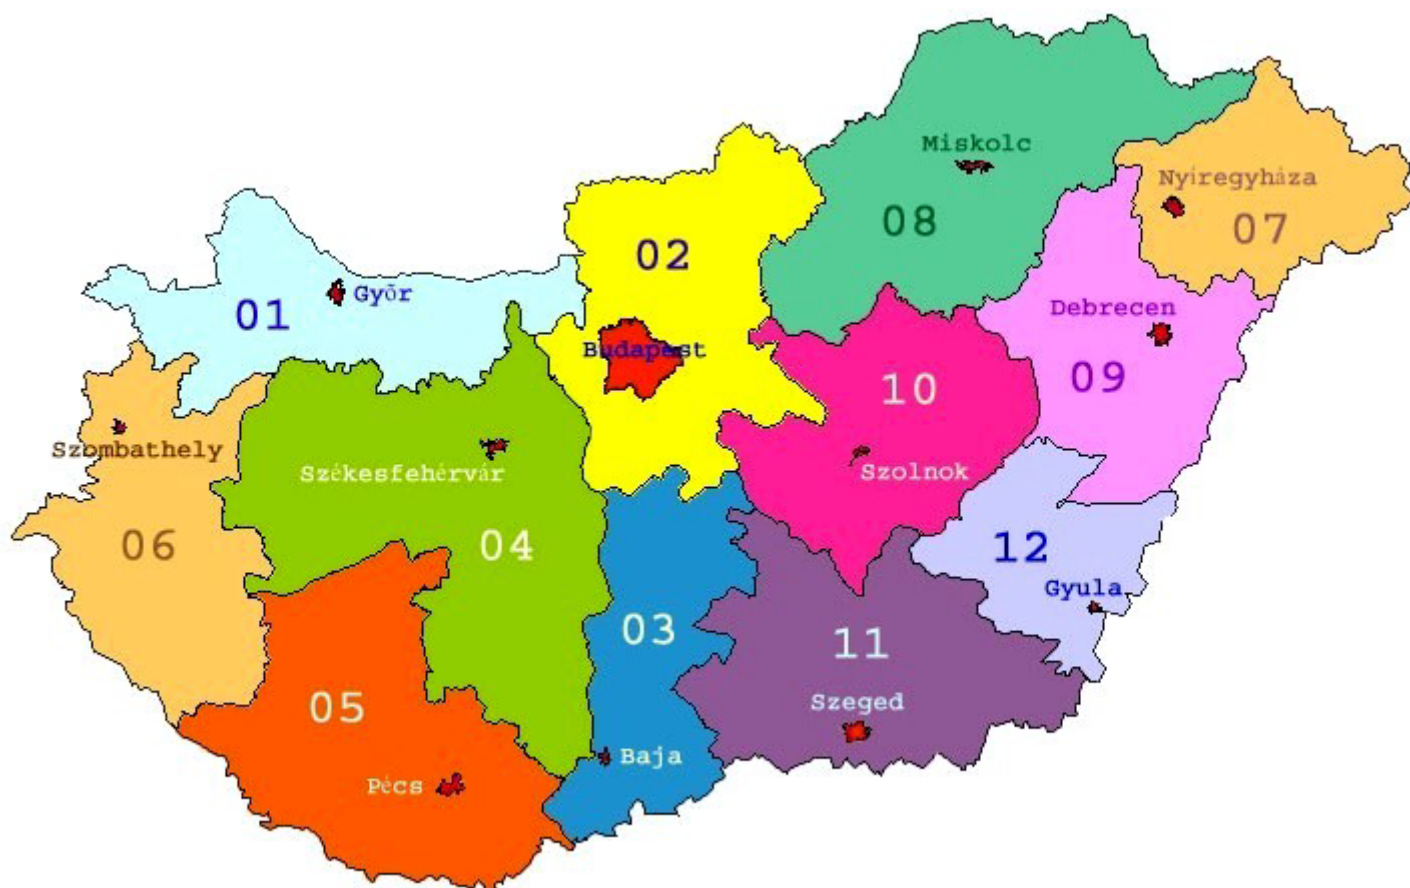 Miskolc
Nyíregyháza
08
07
02
Győr
01
Debrecen
Budapest
09
10
Szombathely
Székesfehérvár
Szolnok
06
04
12
Gyula
03
11
05
Szeged
Baja
Pécs